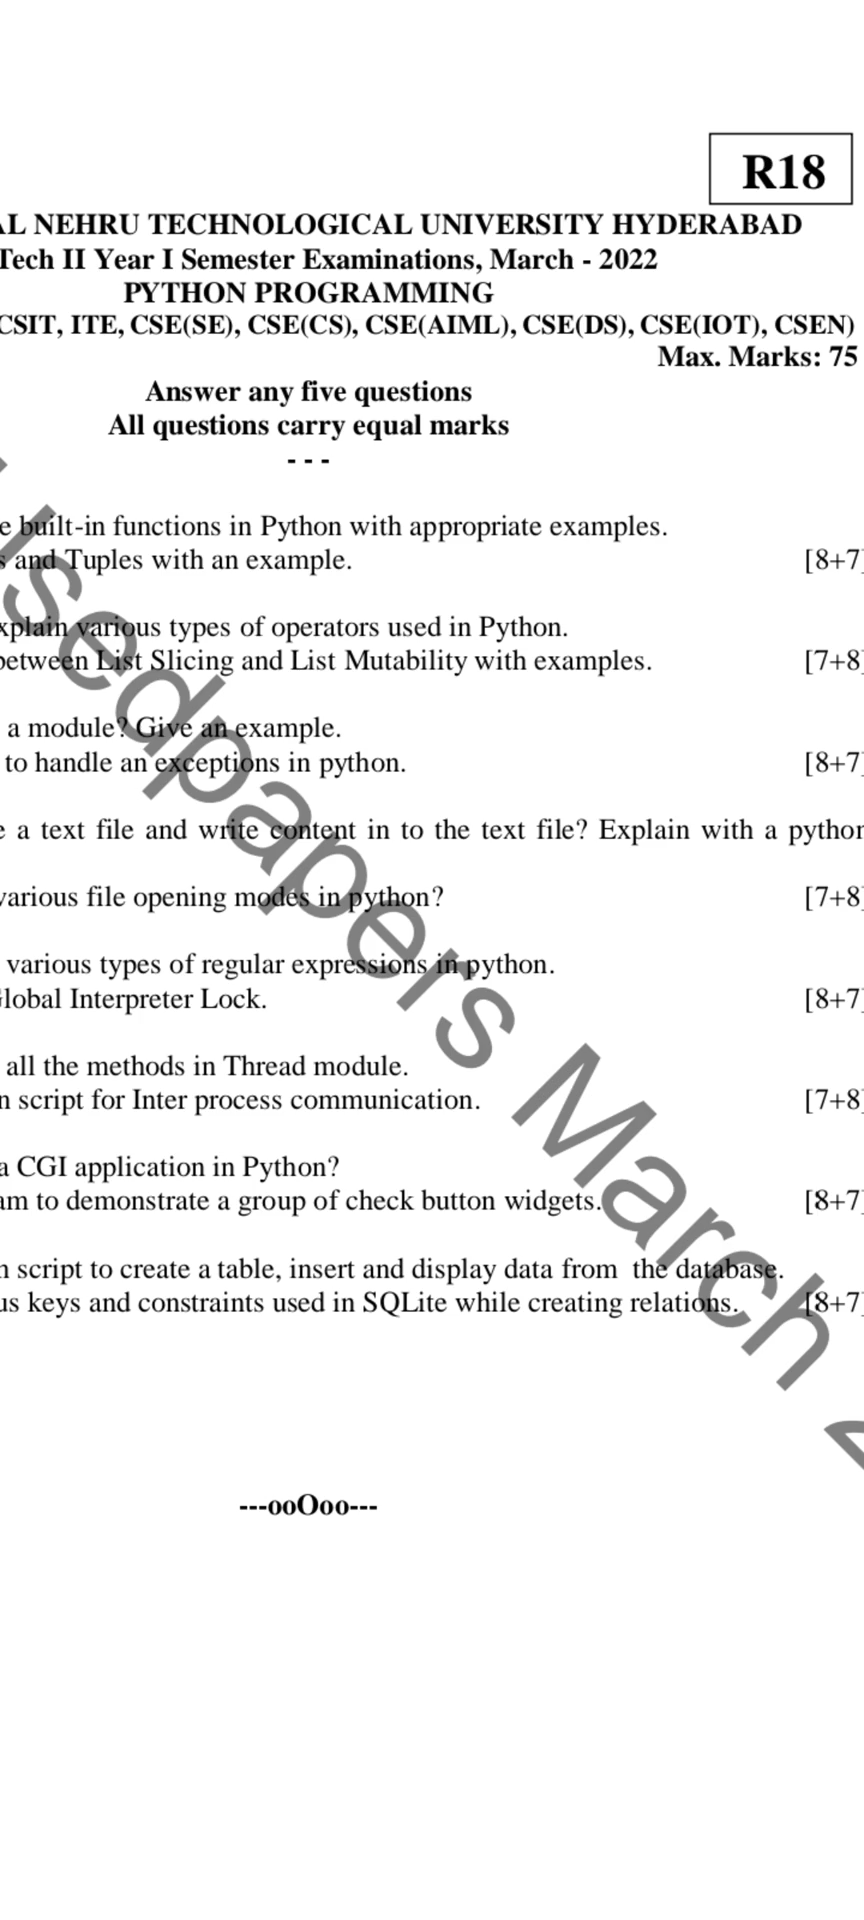 R18
AL NEHRU TECHNOLOGICAL UNIVERSITY HYDERABAD
Tech II Year I Semester Examinations, March - 2022
PYTHON PROGRAMMING
CSIT, ITE, CSE(SE), CSE(CS), CSE(AIML), CSE(DS), CSE(IOT), CSEN)
Max. Marks: 75
Answer any five questions
All questions carry equal marks
- - -
e built-in functions in Python with appropriate examples.
s and Tuples with an example. [8+7]
xplain various types of operators used in Python.
between List Slicing and List Mutability with examples. [7+8]
a module? Give an example.
to handle an exceptions in python. [8+7]
e a text file and write content in to the text file? Explain with a python
various file opening modes in python? [7+8]
various types of regular expressions in python.
Global Interpreter Lock. [8+7]
all the methods in Thread module.
n script for Inter process communication. [7+8]
a CGI application in Python?
am to demonstrate a group of check button widgets. [8+7]
n script to create a table, insert and display data from the database.
us keys and constraints used in SQLite while creating relations. [8+7]
---ooOoo---
Usedpapers March 2